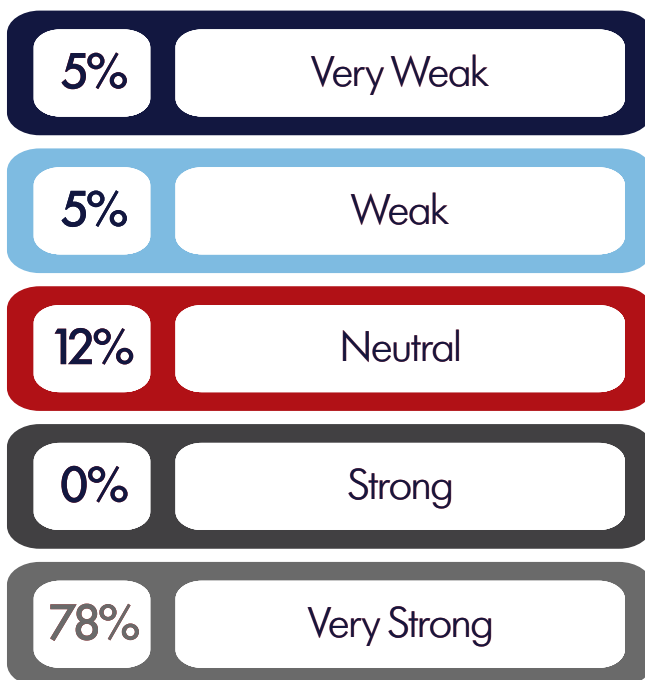 5% Very Weak
5% Weak
12% Neutral
0% Strong
78% Very Strong